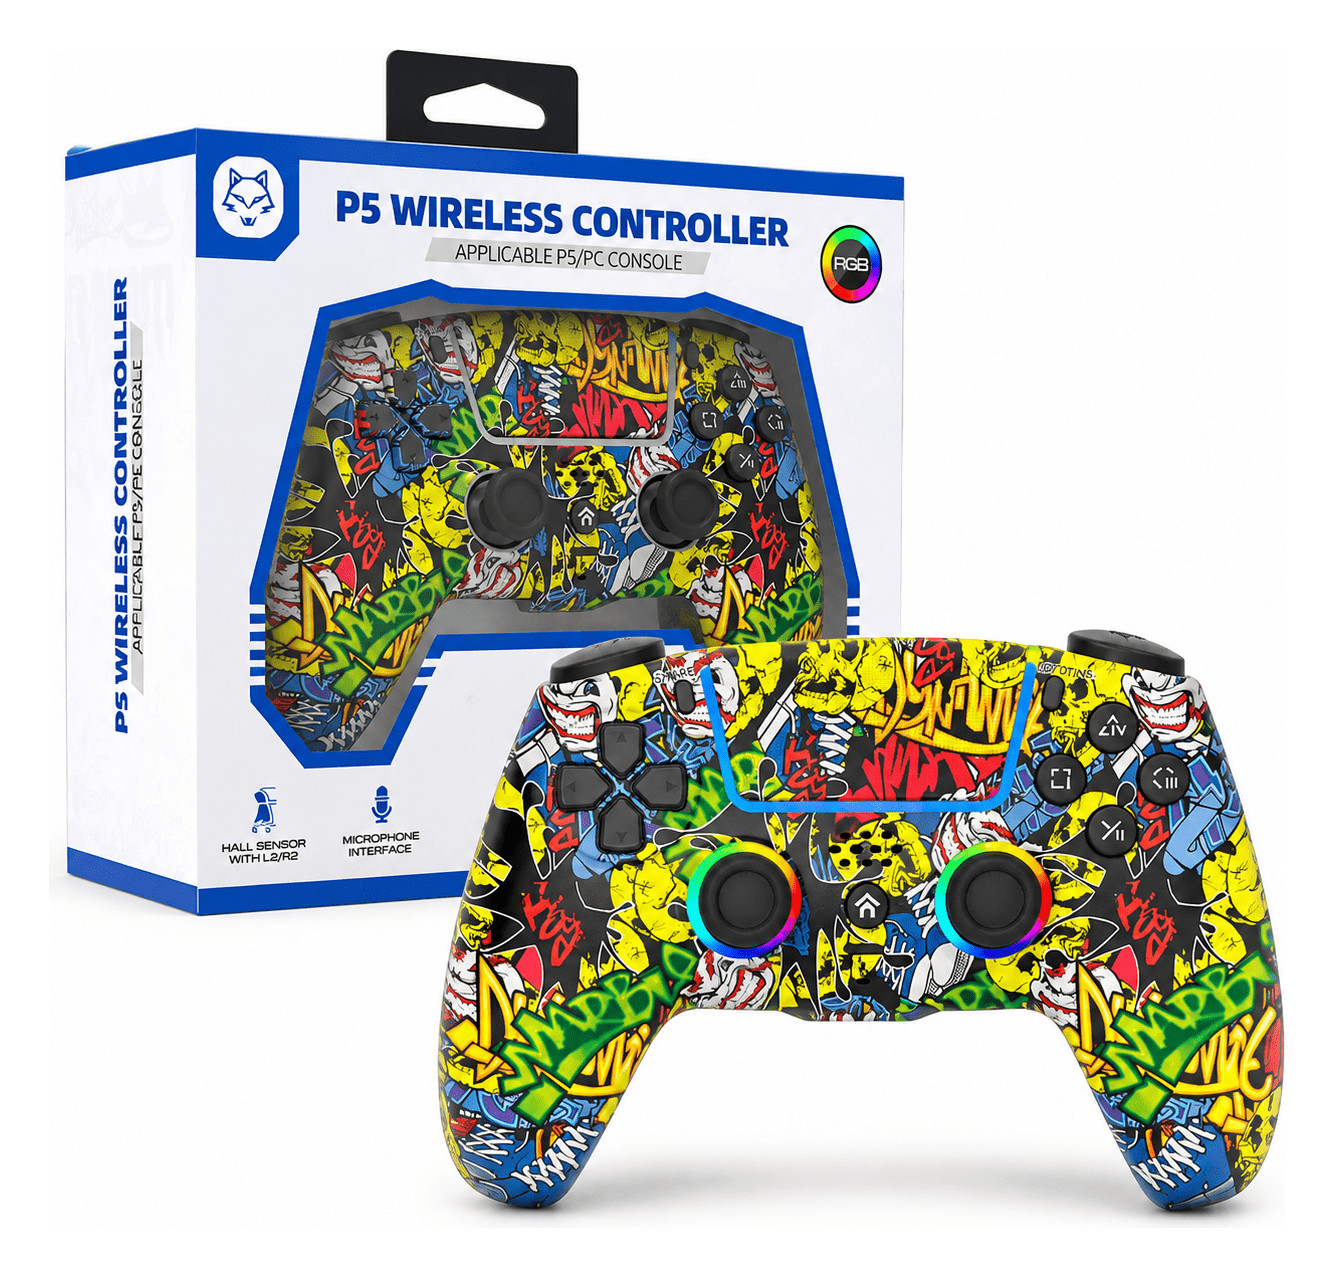 P5 WIRELESS CONTROLLER
APPLICABLE P5/PC CONSOLE
RGB
P5 WIRELESS CONTROLLER
APPLICABLE P5/PC CONSOLE
HALL SENSOR
WITH L2/R2
MICROPHONE
INTERFACE